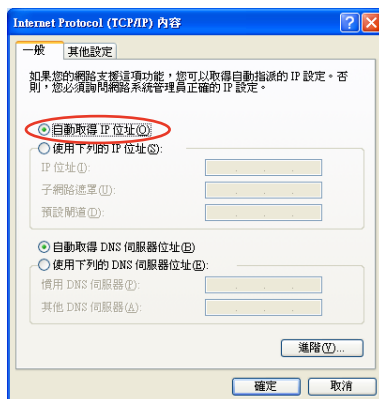 Internet Protocol (TCP/IP) 內容
一般 其他設定
如果您的網路支援這項功能,您可以取得自動指派的 IP 設定。否
則,您必須詢問網路系統管理員正確的 IP 設定。
自動取得 IP 位址(O)
使用下列的 IP 位址(S):
IP 位址(I):
子網路遮罩(U):
預設閘道(D):
自動取得 DNS 伺服器位址(B)
使用下列的 DNS 伺服器位址(E):
慣用 DNS 伺服器(P):
其他 DNS 伺服器(A):
進階(V)...
確定 取消